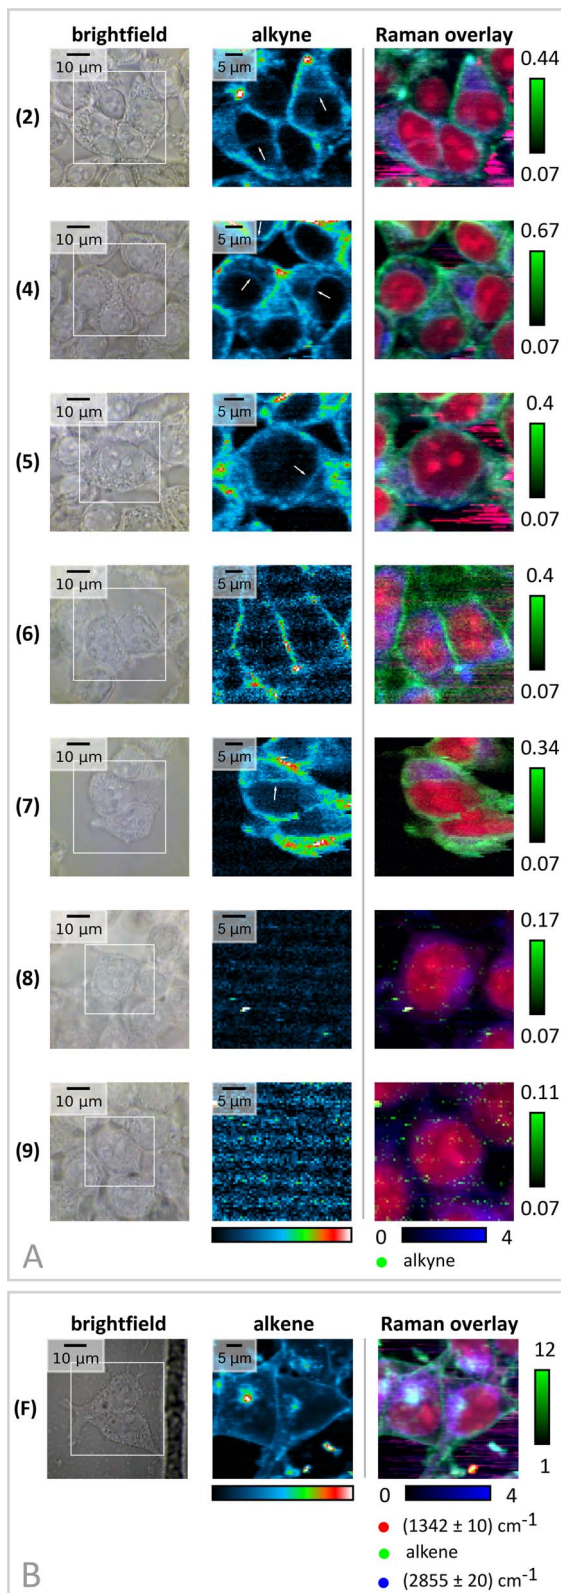 brightfield alkyne Raman overlay
10 µm 5 µm 0.44
(2)
0.07
10 µm 5 µm 0.67
(4)
0.07
10 µm 5 µm 0.4
(5)
0.07
10 µm 5 µm 0.4
(6)
0.07
10 µm 5 µm 0.34
(7)
0.07
10 µm 5 µm 0.17
(8)
0.07
10 µm 5 µm 0.11
(9)
0.07
0 4
A alkyne
brightfield alkene Raman overlay
10 µm 5 µm 12
(F)
1
0 4
(1342 ± 10) cm⁻¹
alkene
B (2855 ± 20) cm⁻¹